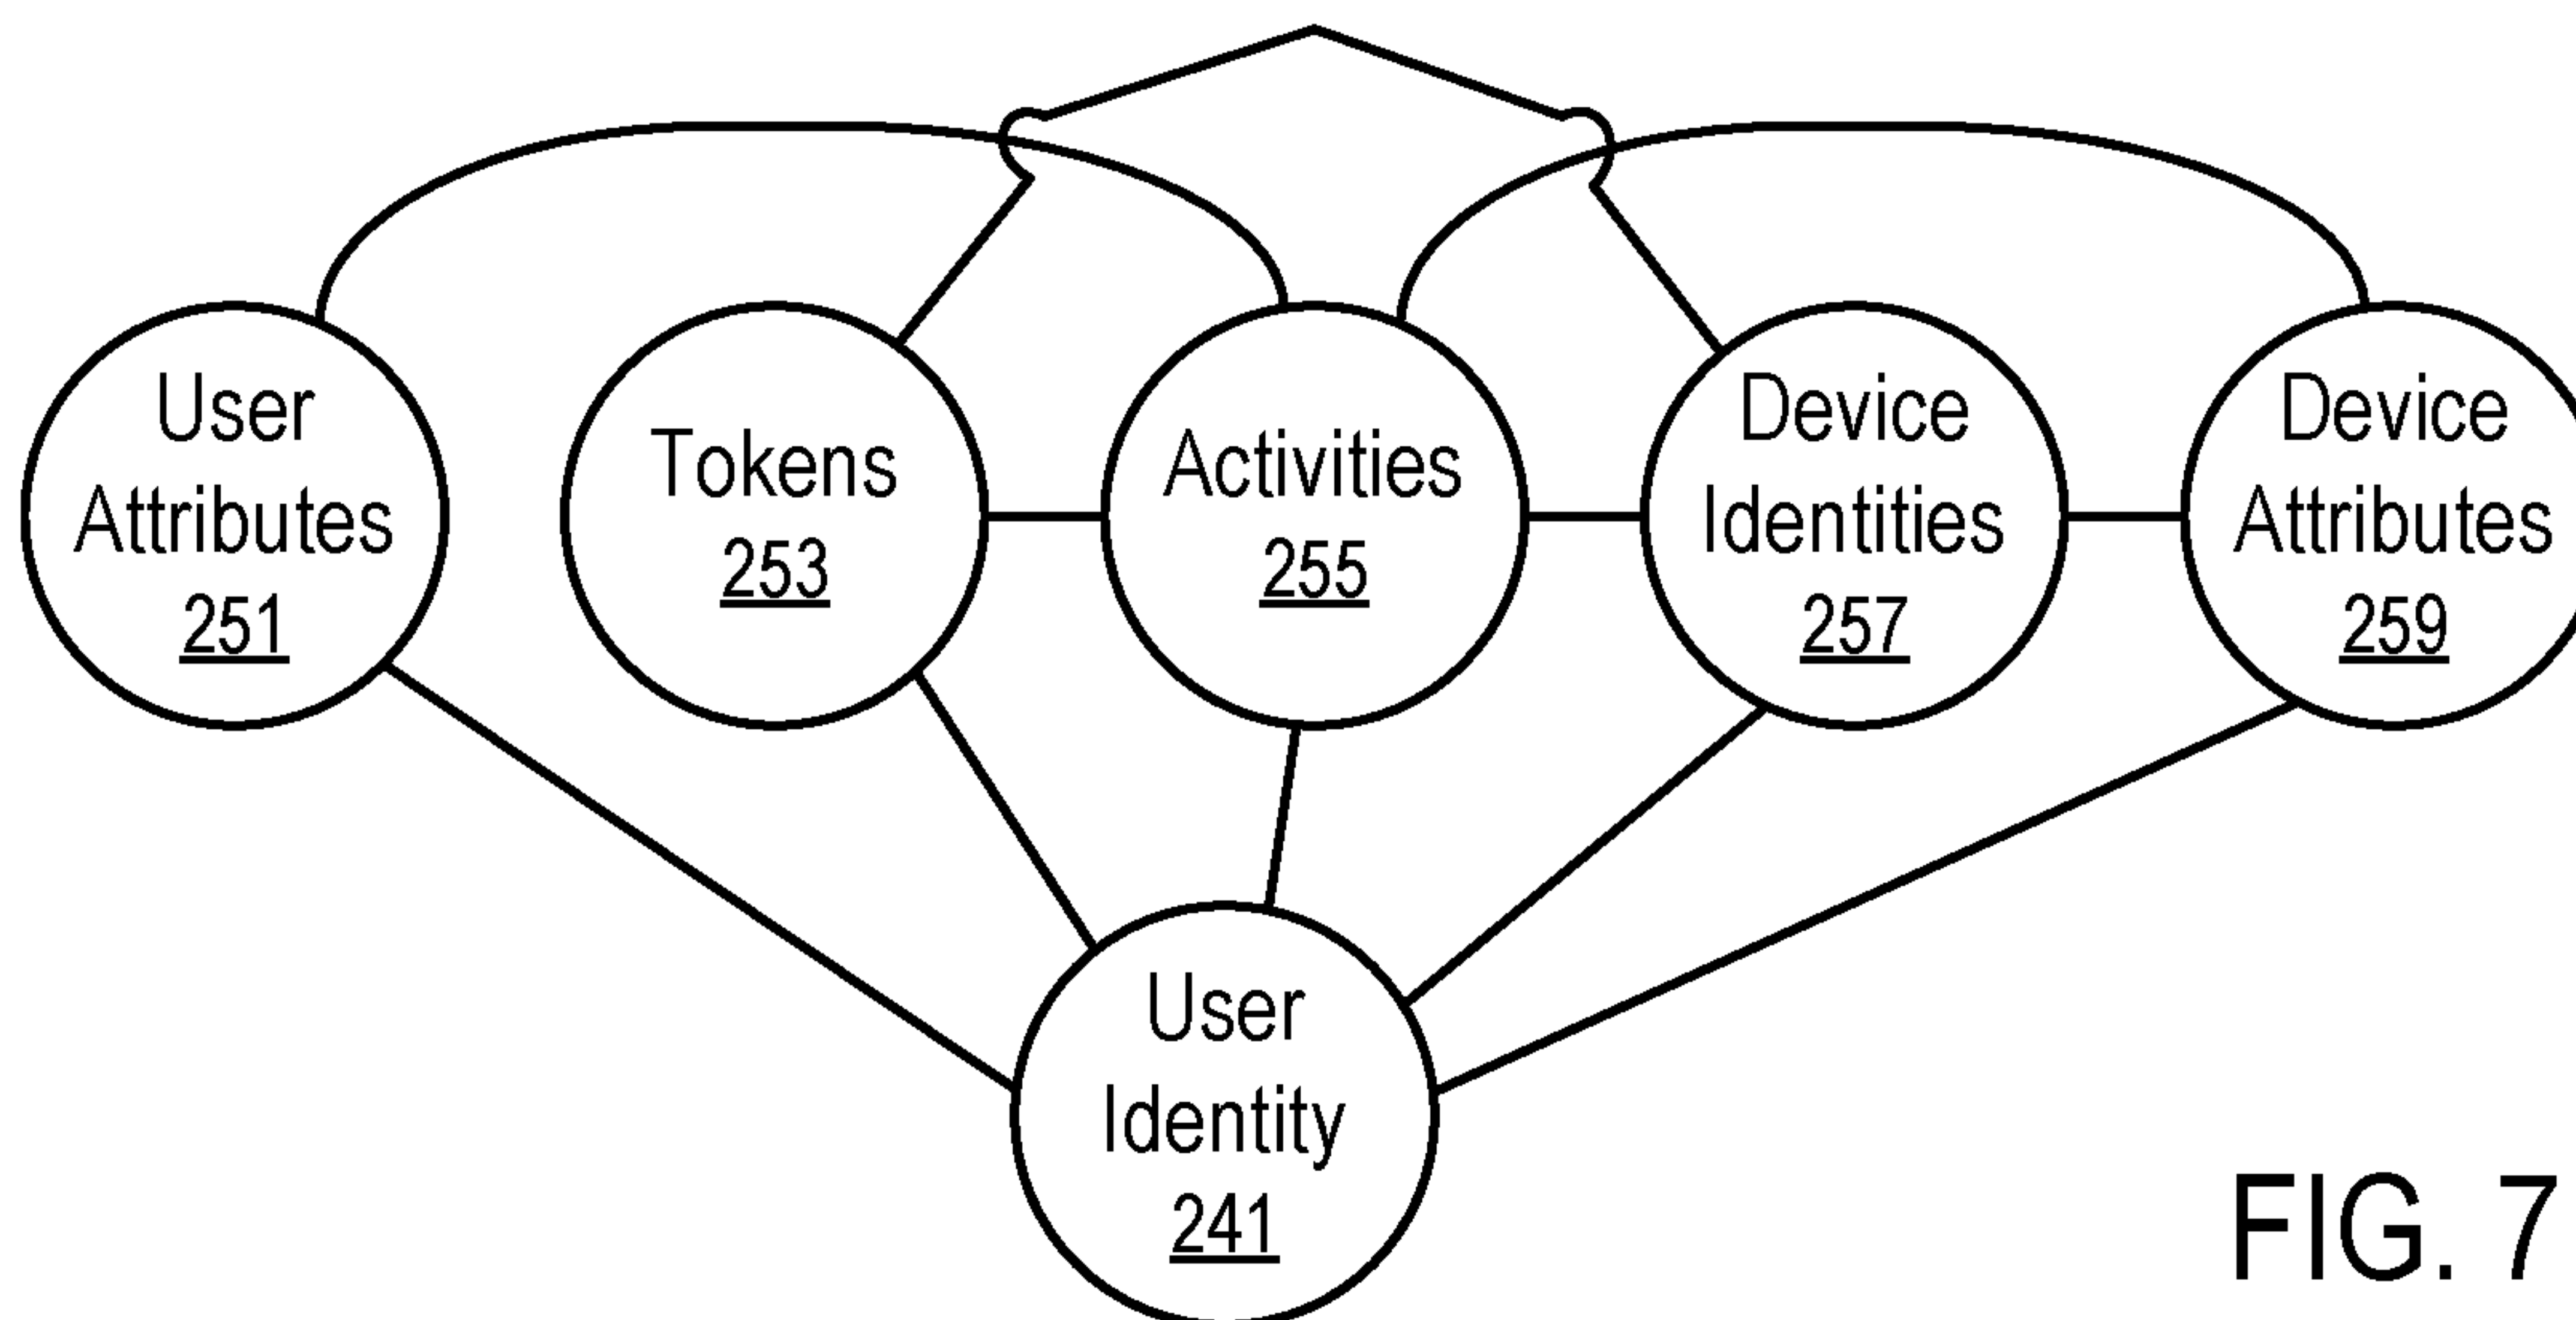 User
Attributes
251
Tokens
253
Activities
255
Device
Identities
257
Device
Attributes
259
User
Identity
241
FIG. 7